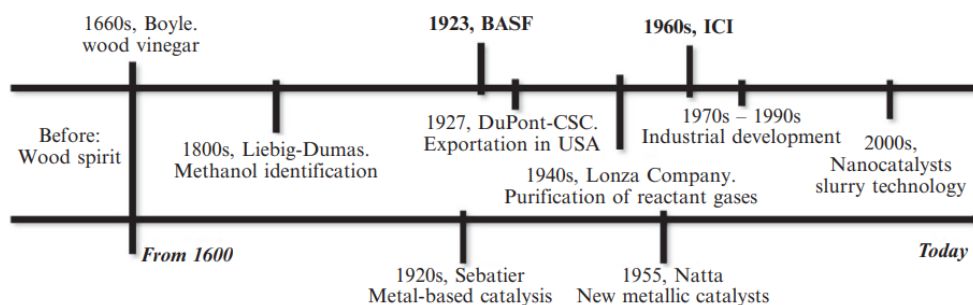 1660s, Boyle.
wood vinegar
1923, BASF
1960s, ICI
Before:
Wood spirit
1800s, Liebig-Dumas.
Methanol identification
1927, DuPont-CSC.
Exportation in USA
1940s, Lonza Company.
Purification of reactant gases
1970s – 1990s
Industrial development
2000s,
Nanocatalysts
slurry technology
From 1600
Today
1920s, Sebatier
Metal-based catalysis
1955, Natta
New metallic catalysts